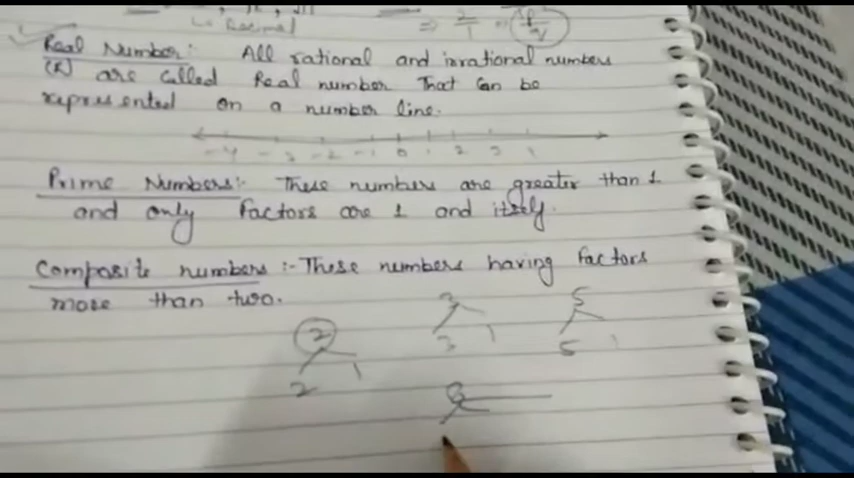 Real Number:- All rational and irrational numbers
(R) are called Real number That can be
represented on a number line.
-4 -3 -2 -1 0 1 2 3
Prime Numbers:- These numbers are greater than 1
and only factors are 1 and itself.
Composite numbers :- These numbers having factors
more than two.
2 3 5
2 1 3 1 5 1